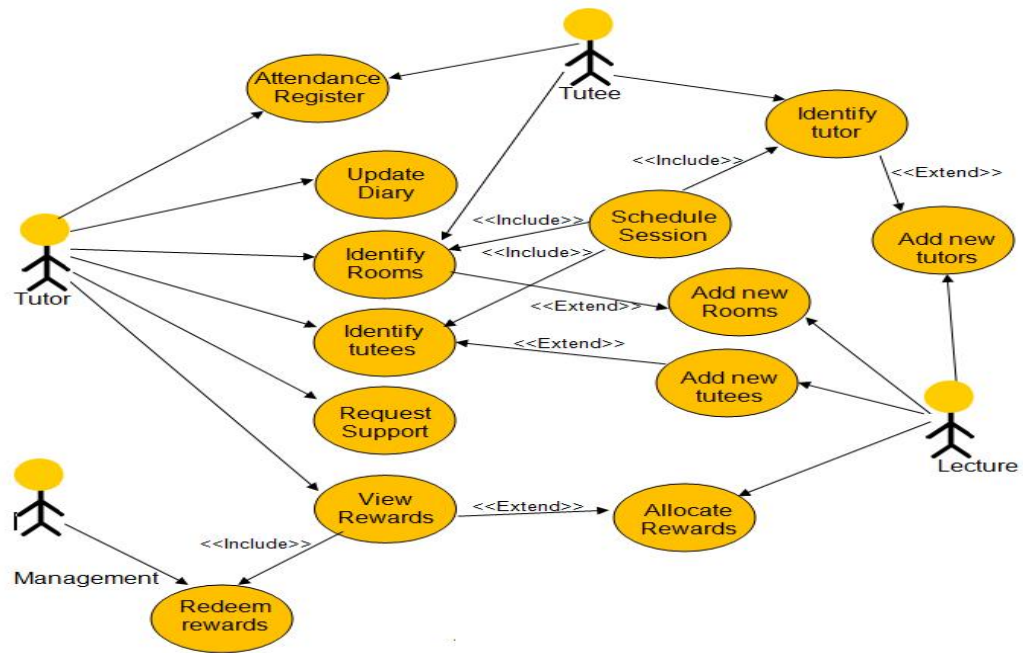 Tutee
Attendance
Register
Identify
tutor
<<Include>>
<<Extend>>
Update
Diary
<<Include>>
Schedule
Session
Add new
tutors
Tutor
Identify
Rooms
<<Include>>
Add new
Rooms
<<Extend>>
Identify
tutees
<<Extend>>
Add new
tutees
Request
Support
Lecture
View
Rewards
<<Extend>>
Allocate
Rewards
<<Include>>
Management
Redeem
rewards